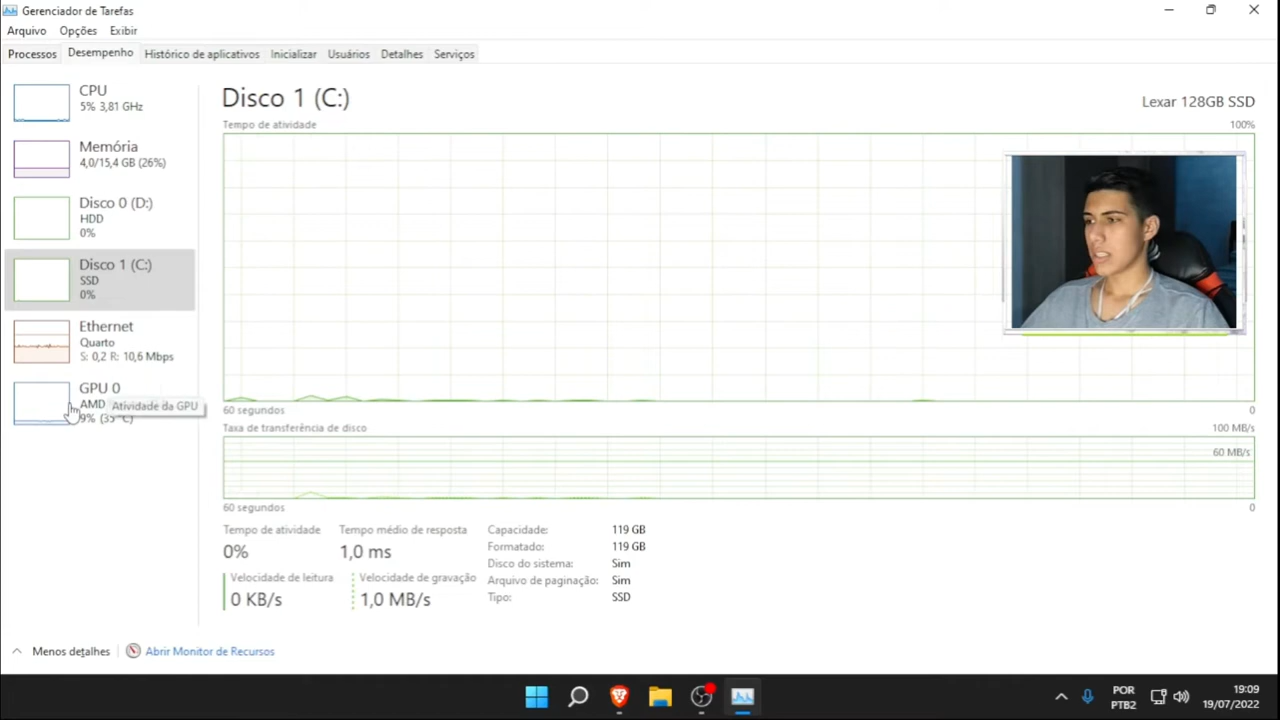 Gerenciador de Tarefas
Arquivo Opções Exibir
Processos Desempenho Histórico de aplicativos Inicializar Usuários Detalhes Serviços
CPU
5% 3,81 GHz
Memória
4,0/15,4 GB (26%)
Disco 0 (D:)
HDD
0%
Disco 1 (C:)
SSD
0%
Ethernet
Quarto
S: 0,2 R: 10,6 Mbps
GPU 0
AMD
Atividade da GPU
9% (35 °C)
Disco 1 (C:)
Lexar 128GB SSD
Tempo de atividade 100%
60 segundos 0
Taxa de transferência de disco 100 MB/s
60 MB/s
60 segundos 0
Tempo de atividade
0%
Tempo médio de resposta
1,0 ms
Velocidade de leitura
0 KB/s
Velocidade de gravação
1,0 MB/s
Capacidade: 119 GB
Formatado: 119 GB
Disco do sistema: Sim
Arquivo de paginação: Sim
Tipo: SSD
Menos detalhes Abrir Monitor de Recursos
POR
PTB2
19:09
19/07/2022